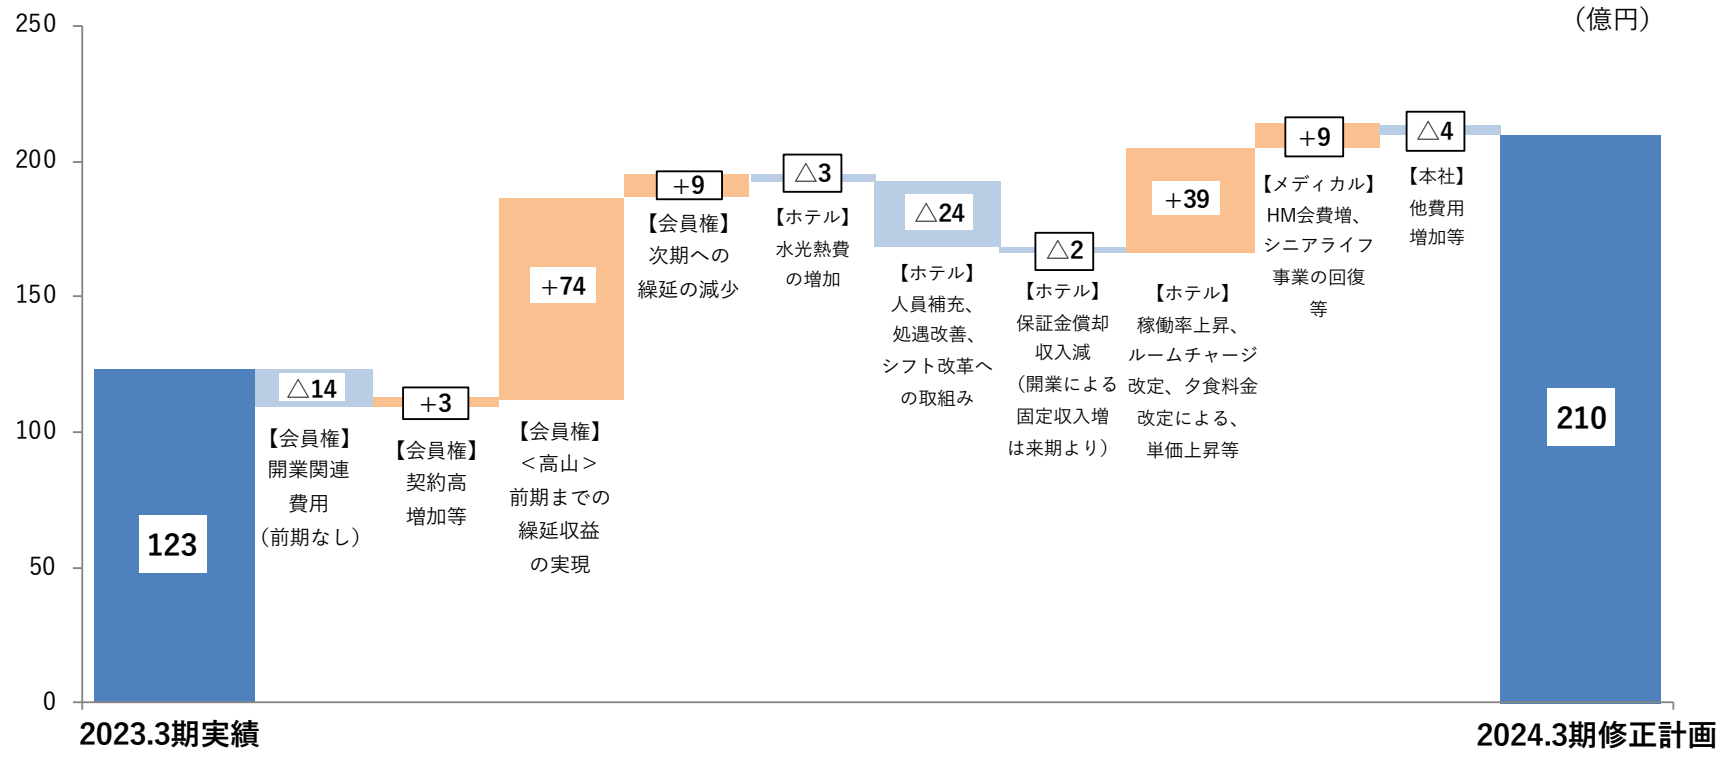 （億円）
250
200
150
100
50
0
123
2023.3期実績
△14
【会員権】
開業関連
費用
（前期なし）
+3
【会員権】
契約高
増加等
+74
【会員権】
＜高山＞
前期までの
繰延収益
の実現
+9
【会員権】
次期への
繰延の減少
△3
【ホテル】
水光熱費
の増加
△24
【ホテル】
人員補充、
処遇改善、
シフト改革へ
の取組み
△2
【ホテル】
保証金償却
収入減
（開業による
固定収入増
は来期より）
+39
【ホテル】
稼働率上昇、
ルームチャージ
改定、夕食料金
改定による、
単価上昇等
+9
【メディカル】
HM会費増、
シニアライフ
事業の回復
等
△4
【本社】
他費用
増加等
210
2024.3期修正計画